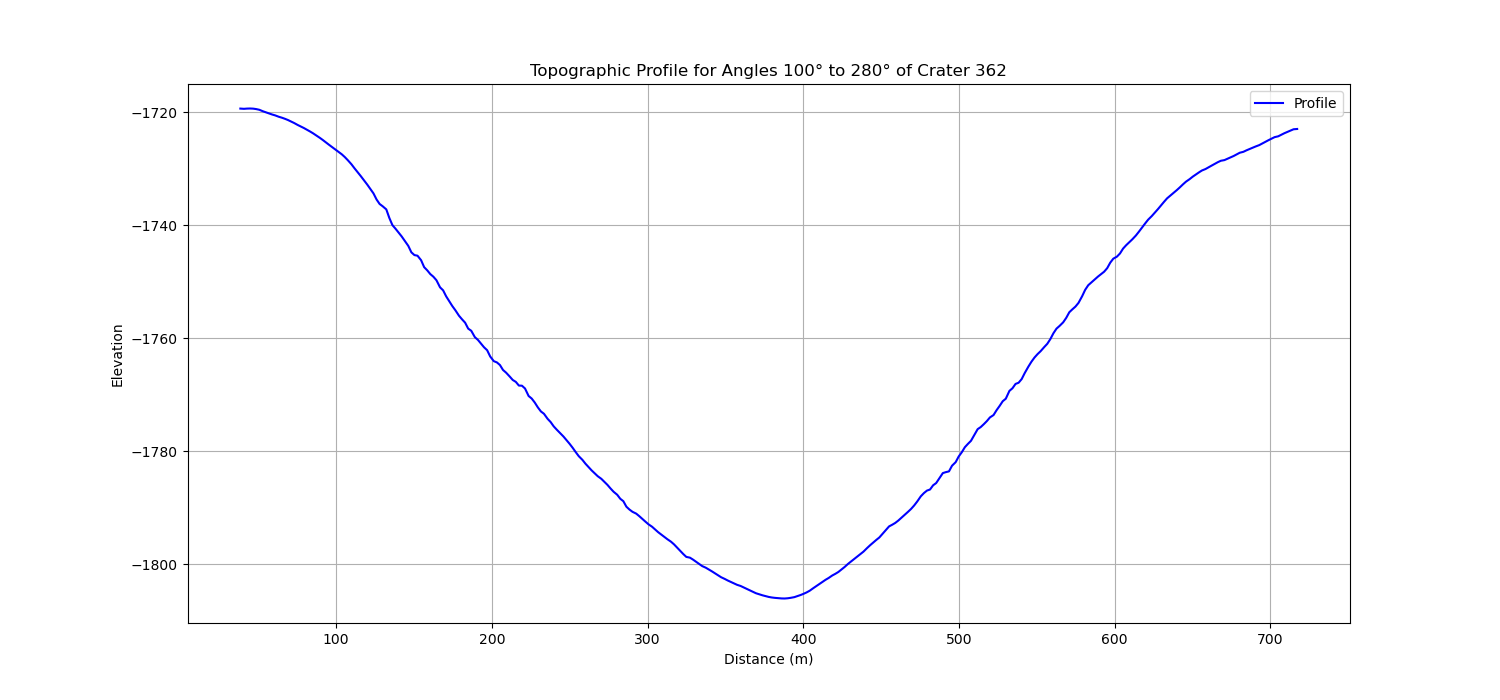 Topographic Profile for Angles 100° to 280° of Crater 362
Profile
Elevation
−1720
−1740
−1760
−1780
−1800
100 200 300 400 500 600 700
Distance (m)